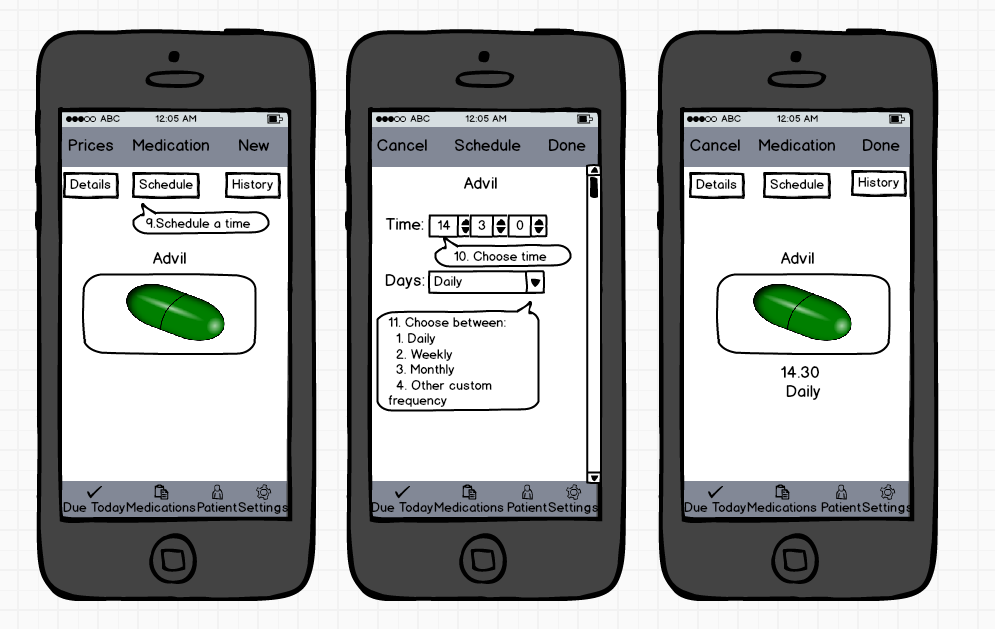 ABC 12:05 AM
Prices Medication New
Details Schedule History
9.Schedule a time
Advil
Due Today Medications Patient Settings
ABC 12:05 AM
Cancel Schedule Done
Advil
Time: 14 3 0
10. Choose time
Days: Daily
11. Choose between:
1. Daily
2. Weekly
3. Monthly
4. Other custom
frequency
Due Today Medications Patient Settings
ABC 12:05 AM
Cancel Medication Done
Details Schedule History
Advil
14.30
Daily
Due Today Medications Patient Settings